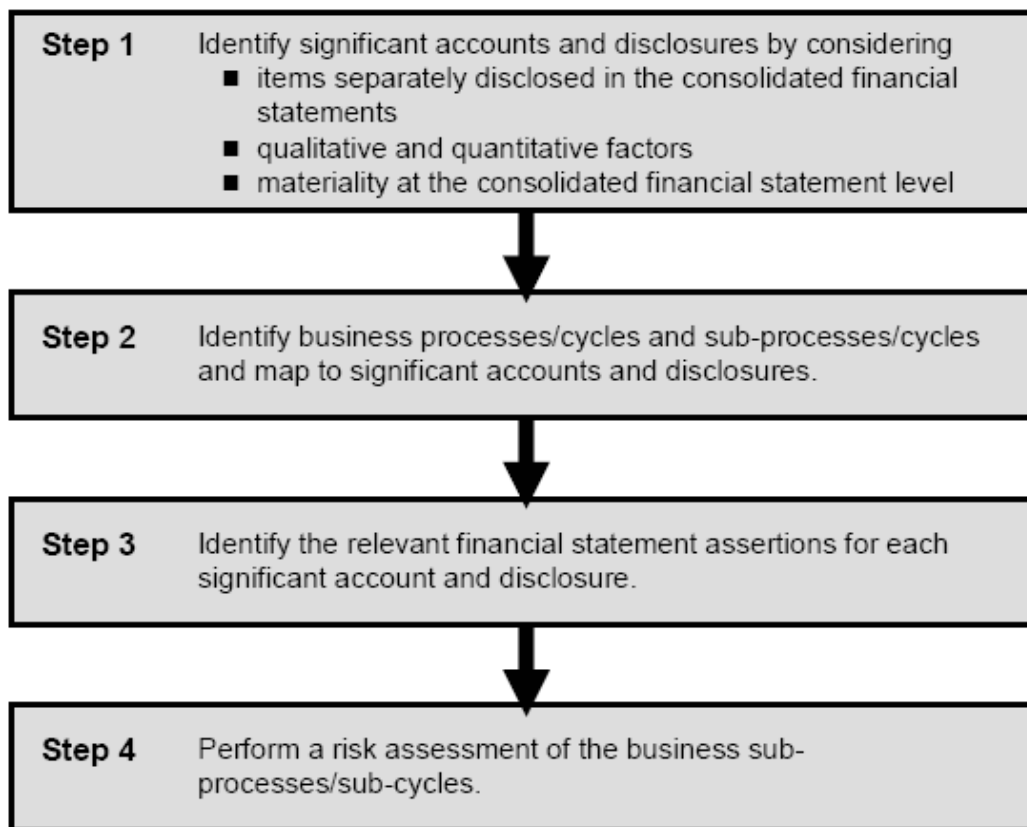 Step 1 Identify significant accounts and disclosures by considering
■ items separately disclosed in the consolidated financial
statements
■ qualitative and quantitative factors
■ materiality at the consolidated financial statement level
Step 2 Identify business processes/cycles and sub-processes/cycles
and map to significant accounts and disclosures.
Step 3 Identify the relevant financial statement assertions for each
significant account and disclosure.
Step 4 Perform a risk assessment of the business sub-
processes/sub-cycles.